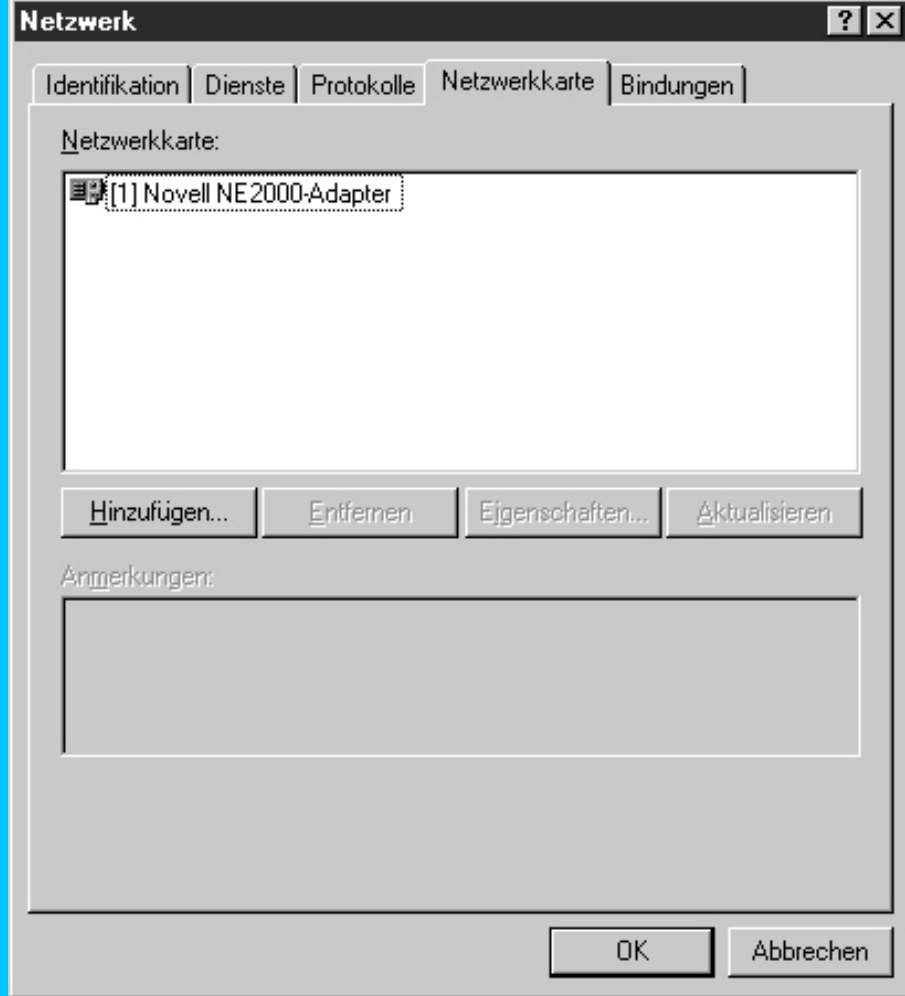 Netzwerk
Identifikation Dienste Protokolle Netzwerkkarte Bindungen
Netzwerkkarte:
[1] Novell NE2000-Adapter
Hinzufügen... Entfernen Eigenschaften... Aktualisieren
Anmerkungen:
OK Abbrechen